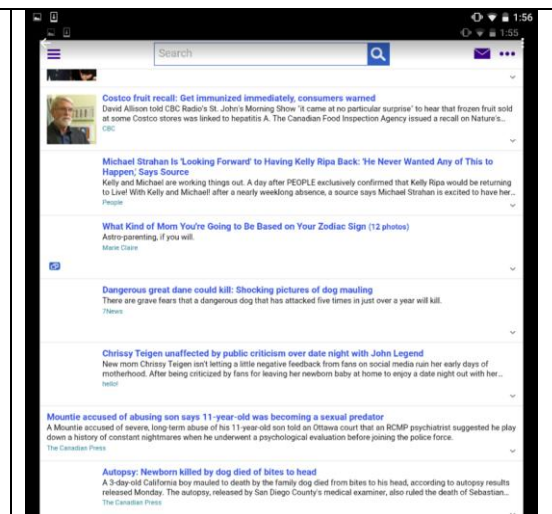 1:56
1:55
Search
Costco fruit recall: Get immunized immediately, consumers warned
David Allison told CBC Radio's St. John's Morning Show "it came at no particular surprise" to hear that frozen fruit sold
at some Costco stores was linked to hepatitis A. The Canadian Food Inspection Agency issued a recall on Nature's...
CBC
Michael Strahan Is 'Looking Forward' to Having Kelly Ripa Back: 'He Never Wanted Any of This to
Happen,' Says Source
Kelly and Michael are working things out. A day after PEOPLE exclusively confirmed that Kelly Ripa would be returning
to Live! With Kelly and Michael! after a nearly weeklong absence, a source says Michael Strahan is excited to have her...
People
What Kind of Mom You're Going to Be Based on Your Zodiac Sign (12 photos)
Astro-parenting, if you will.
Marie Claire
Dangerous great dane could kill: Shocking pictures of dog mauling
There are grave fears that a dangerous dog that has attacked five times in just over a year will kill.
7News
Chrissy Teigen unaffected by public criticism over date night with John Legend
New mom Chrissy Teigen isn't letting a little negative feedback from fans on social media ruin her early days of
motherhood. After being criticized by fans for leaving her newborn baby at home to enjoy a date night out with her...
hello!
Mountie accused of abusing son says 11-year-old was becoming a sexual predator
A Mountie accused of severe, long-term abuse of his 11-year-old son told an Ottawa court that an RCMP psychiatrist suggested he play
down a history of constant nightmares when he underwent a psychological evaluation before joining the police force.
The Canadian Press
Autopsy: Newborn killed by dog died of bites to head
A 3-day-old California boy mauled to death by the family dog died from bites to his head, according to autopsy results
released Monday. The autopsy, released by San Diego County's medical examiner, also ruled the death of Sebastian...
The Canadian Press